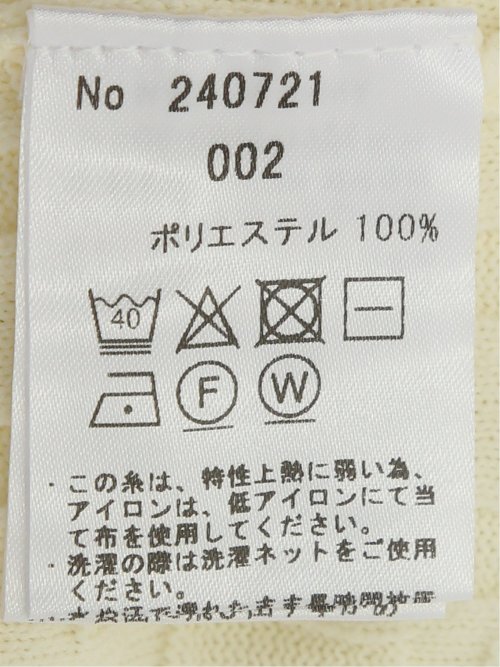 No 240721
002
ポリエステル 100%
40
F W
・この糸は、特性上熱に弱い為、
アイロンは、低アイロンにて当
て布を使用してください。
・洗濯の際は洗濯ネットをご使用
ください。